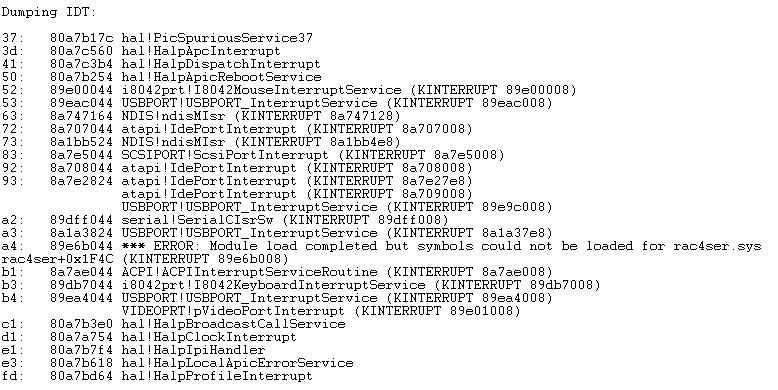 Dumping IDT:
37: 80a7b17c hal!PicSpuriousService37
3d: 80a7c560 hal!HalpApcInterrupt
41: 80a7c3b4 hal!HalpDispatchInterrupt
50: 80a7b254 hal!HalpApicRebootService
52: 89e00044 i8042prt!I8042MouseInterruptService (KINTERRUPT 89e00008)
53: 89eac044 USBPORT!USBPORT_InterruptService (KINTERRUPT 89eac008)
63: 8a747164 NDIS!ndisMIsr (KINTERRUPT 8a747128)
72: 8a707044 atapi!IdePortInterrupt (KINTERRUPT 8a707008)
73: 8a1bb524 NDIS!ndisMIsr (KINTERRUPT 8a1bb4e8)
83: 8a7e5044 SCSIPORT!ScsiPortInterrupt (KINTERRUPT 8a7e5008)
92: 8a708044 atapi!IdePortInterrupt (KINTERRUPT 8a708008)
93: 8a7e2824 atapi!IdePortInterrupt (KINTERRUPT 8a7e27e8)
atapi!IdePortInterrupt (KINTERRUPT 8a709008)
USBPORT!USBPORT_InterruptService (KINTERRUPT 89e9c008)
a2: 89dff044 serial!SerialCIsrSw (KINTERRUPT 89dff008)
a3: 8a1a3824 USBPORT!USBPORT_InterruptService (KINTERRUPT 8a1a37e8)
a4: 89e6b044 *** ERROR: Module load completed but symbols could not be loaded for rac4ser.sys
rac4ser+0x1F4C (KINTERRUPT 89e6b008)
b1: 8a7ae044 ACPI!ACPIInterruptServiceRoutine (KINTERRUPT 8a7ae008)
b3: 89db7044 i8042prt!I8042KeyboardInterruptService (KINTERRUPT 89db7008)
b4: 89ea4044 USBPORT!USBPORT_InterruptService (KINTERRUPT 89ea4008)
VIDEOPRT!pVideoPortInterrupt (KINTERRUPT 89e01008)
c1: 80a7b3e0 hal!HalpBroadcastCallService
d1: 80a7a754 hal!HalpClockInterrupt
e1: 80a7b7f4 hal!HalpIpiHandler
e3: 80a7b618 hal!HalpLocalApicErrorService
fd: 80a7bd64 hal!HalpProfileInterrupt